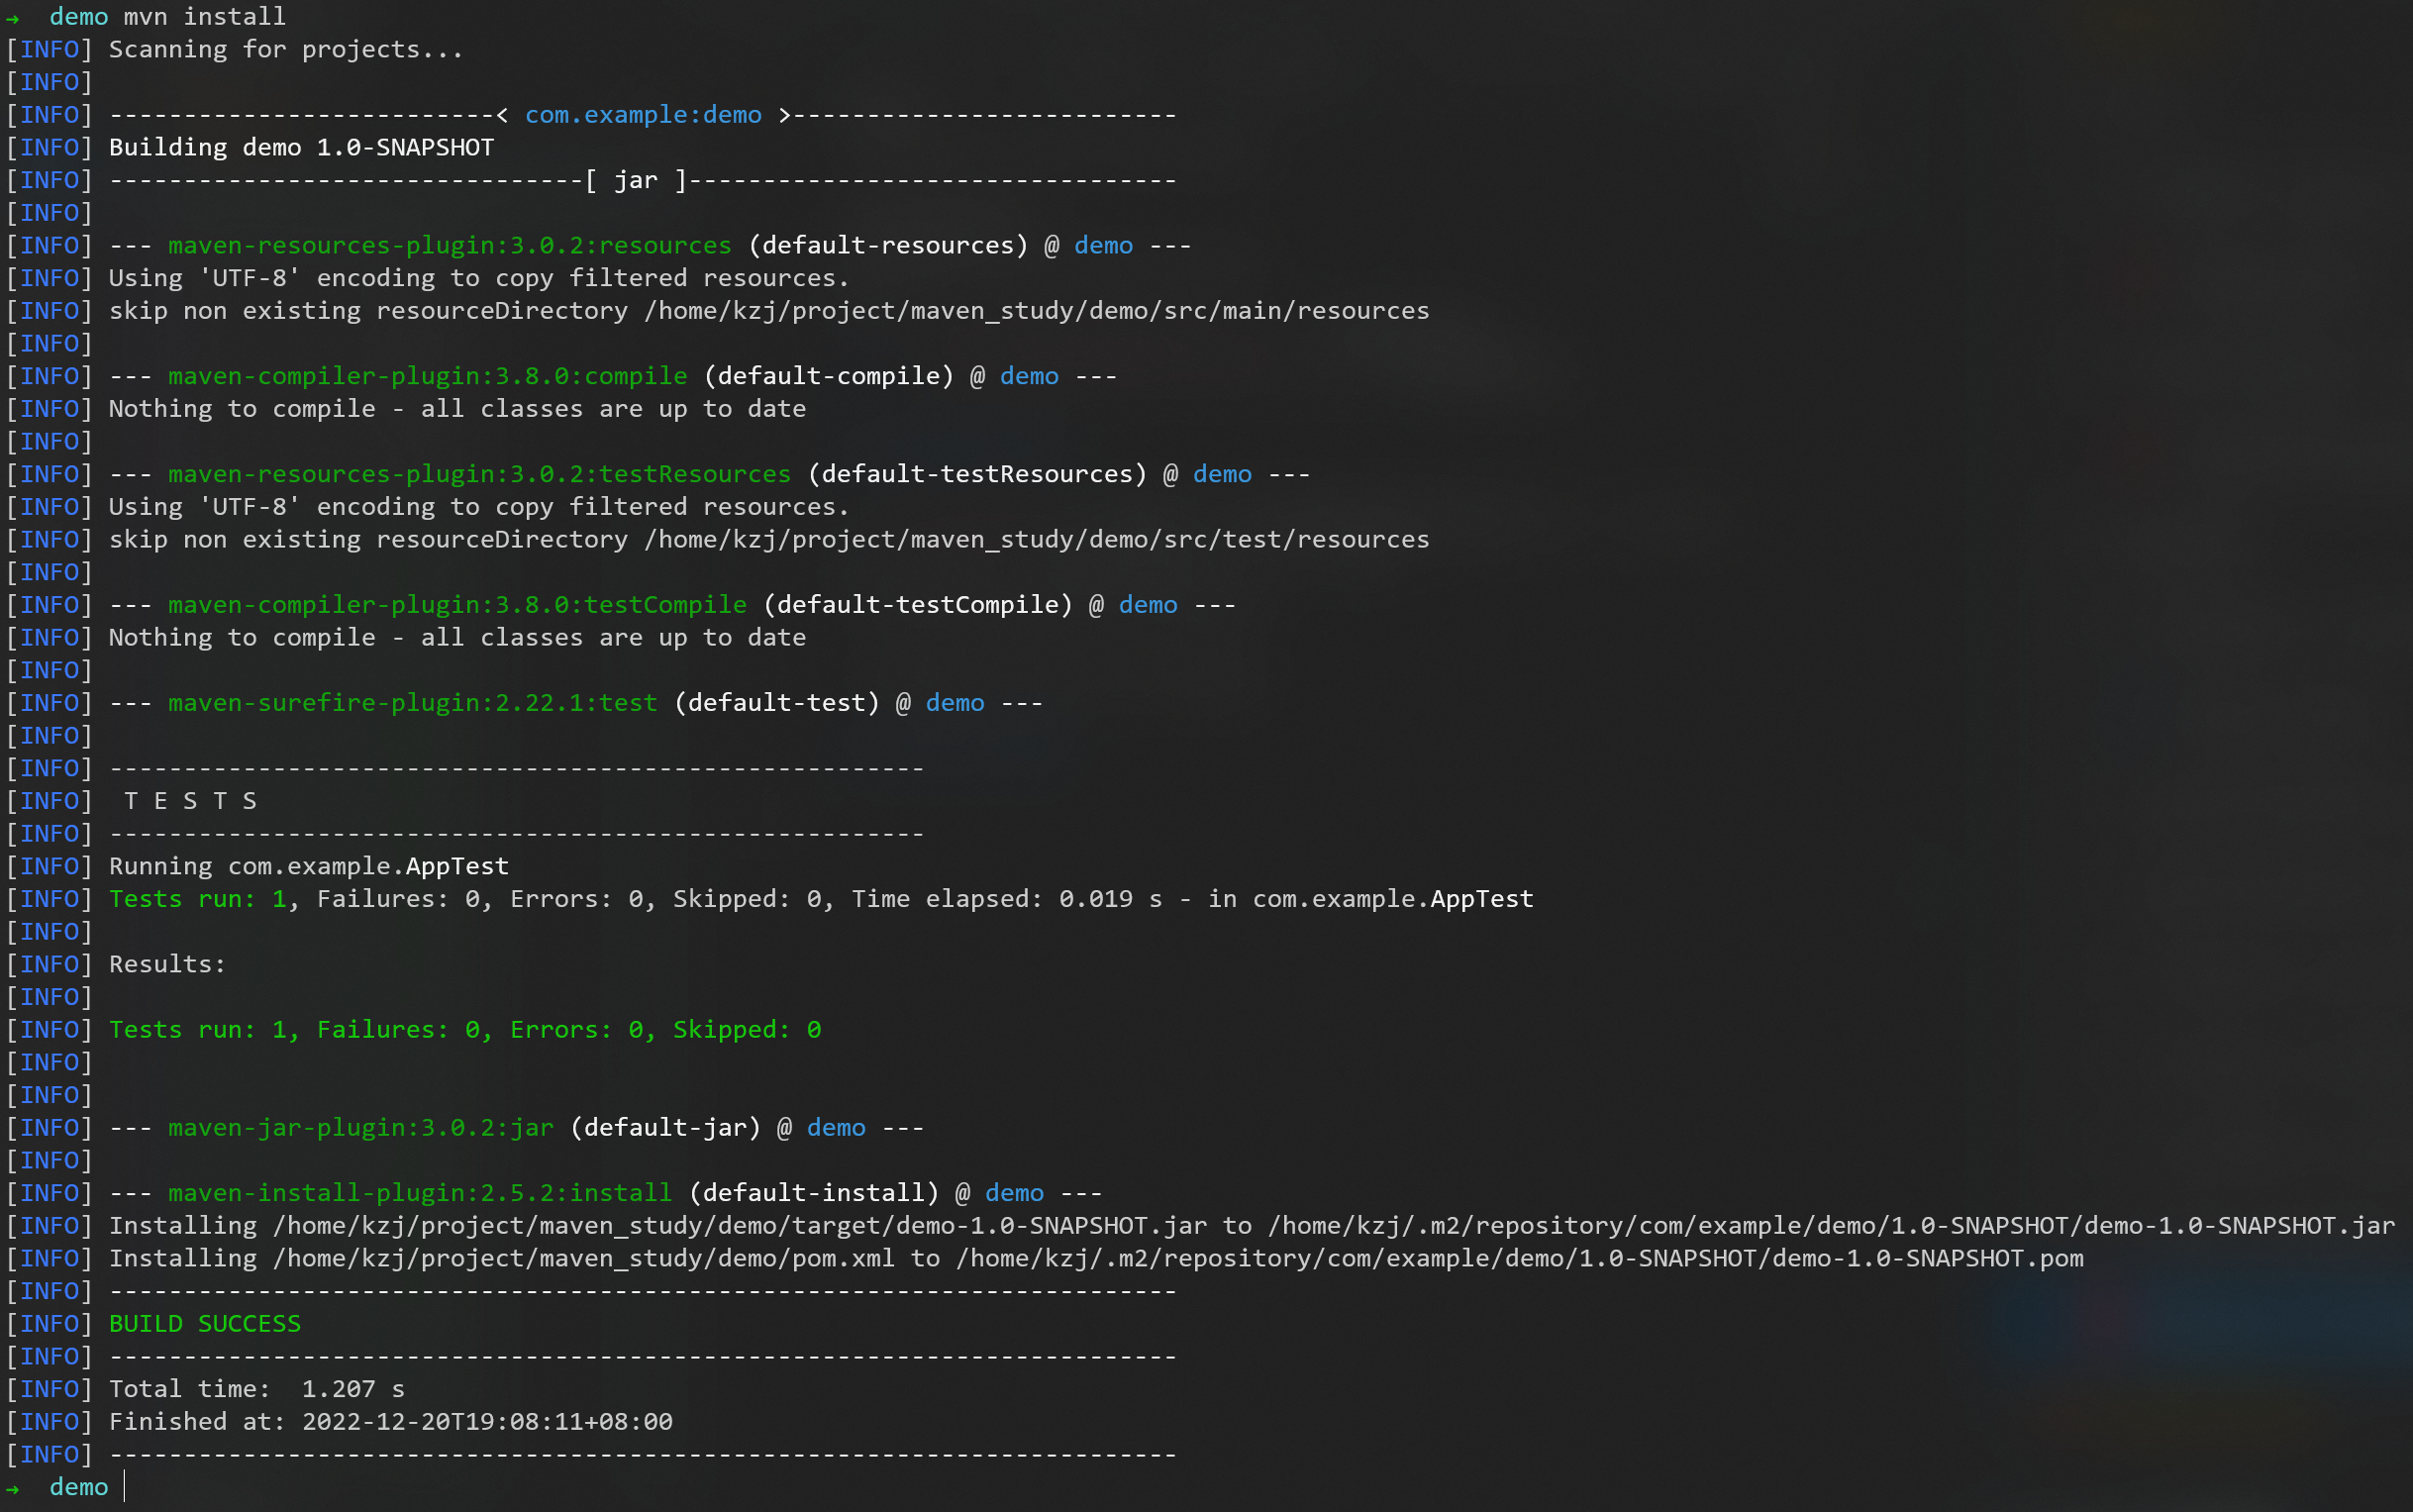 →  demo mvn install
[INFO] Scanning for projects...
[INFO]
[INFO] --------------------------< com.example:demo >--------------------------
[INFO] Building demo 1.0-SNAPSHOT
[INFO] --------------------------------[ jar ]---------------------------------
[INFO]
[INFO] --- maven-resources-plugin:3.0.2:resources (default-resources) @ demo ---
[INFO] Using 'UTF-8' encoding to copy filtered resources.
[INFO] skip non existing resourceDirectory /home/kzj/project/maven_study/demo/src/main/resources
[INFO]
[INFO] --- maven-compiler-plugin:3.8.0:compile (default-compile) @ demo ---
[INFO] Nothing to compile - all classes are up to date
[INFO]
[INFO] --- maven-resources-plugin:3.0.2:testResources (default-testResources) @ demo ---
[INFO] Using 'UTF-8' encoding to copy filtered resources.
[INFO] skip non existing resourceDirectory /home/kzj/project/maven_study/demo/src/test/resources
[INFO]
[INFO] --- maven-compiler-plugin:3.8.0:testCompile (default-testCompile) @ demo ---
[INFO] Nothing to compile - all classes are up to date
[INFO]
[INFO] --- maven-surefire-plugin:2.22.1:test (default-test) @ demo ---
[INFO]
[INFO] -------------------------------------------------------
[INFO]  T E S T S
[INFO] -------------------------------------------------------
[INFO] Running com.example.AppTest
[INFO] Tests run: 1, Failures: 0, Errors: 0, Skipped: 0, Time elapsed: 0.019 s - in com.example.AppTest
[INFO]
[INFO] Results:
[INFO]
[INFO] Tests run: 1, Failures: 0, Errors: 0, Skipped: 0
[INFO]
[INFO]
[INFO] --- maven-jar-plugin:3.0.2:jar (default-jar) @ demo ---
[INFO]
[INFO] --- maven-install-plugin:2.5.2:install (default-install) @ demo ---
[INFO] Installing /home/kzj/project/maven_study/demo/target/demo-1.0-SNAPSHOT.jar to /home/kzj/.m2/repository/com/example/demo/1.0-SNAPSHOT/demo-1.0-SNAPSHOT.jar
[INFO] Installing /home/kzj/project/maven_study/demo/pom.xml to /home/kzj/.m2/repository/com/example/demo/1.0-SNAPSHOT/demo-1.0-SNAPSHOT.pom
[INFO] ------------------------------------------------------------------------
[INFO] BUILD SUCCESS
[INFO] ------------------------------------------------------------------------
[INFO] Total time:  1.207 s
[INFO] Finished at: 2022-12-20T19:08:11+08:00
[INFO] ------------------------------------------------------------------------
→  demo